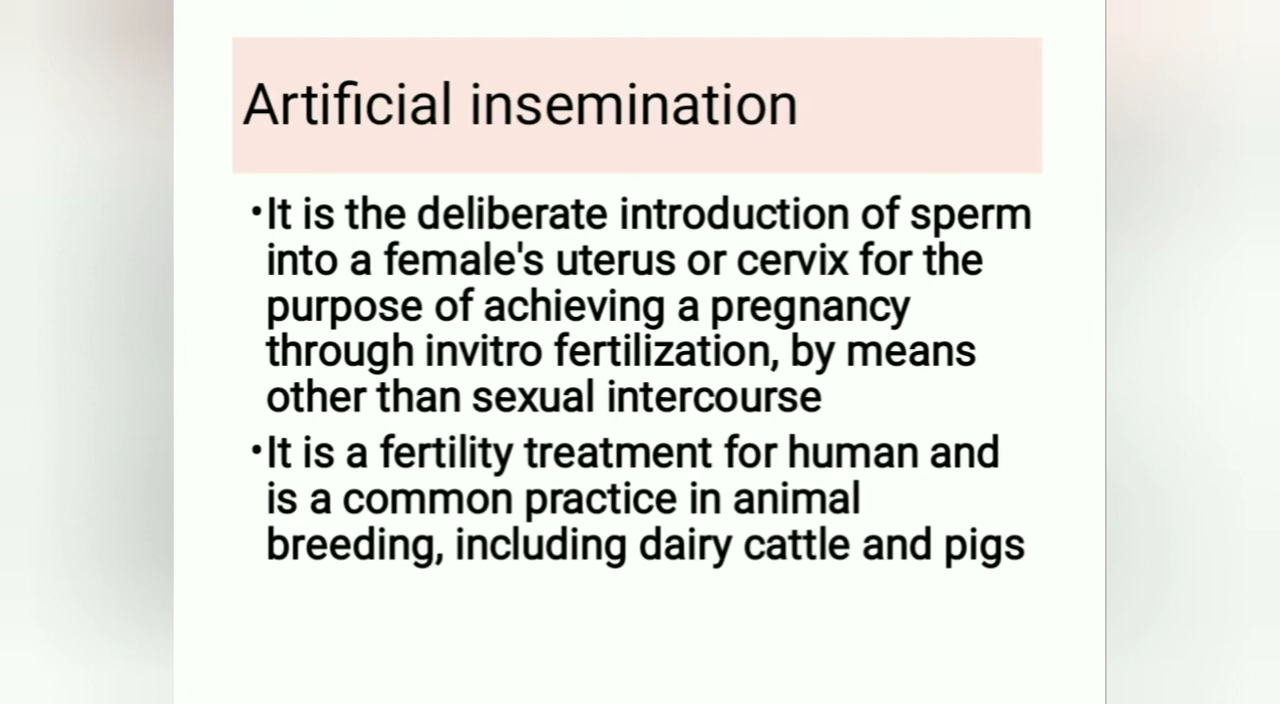 Artificial insemination
•It is the deliberate introduction of sperm
into a female's uterus or cervix for the
purpose of achieving a pregnancy
through invitro fertilization, by means
other than sexual intercourse
•It is a fertility treatment for human and
is a common practice in animal
breeding, including dairy cattle and pigs